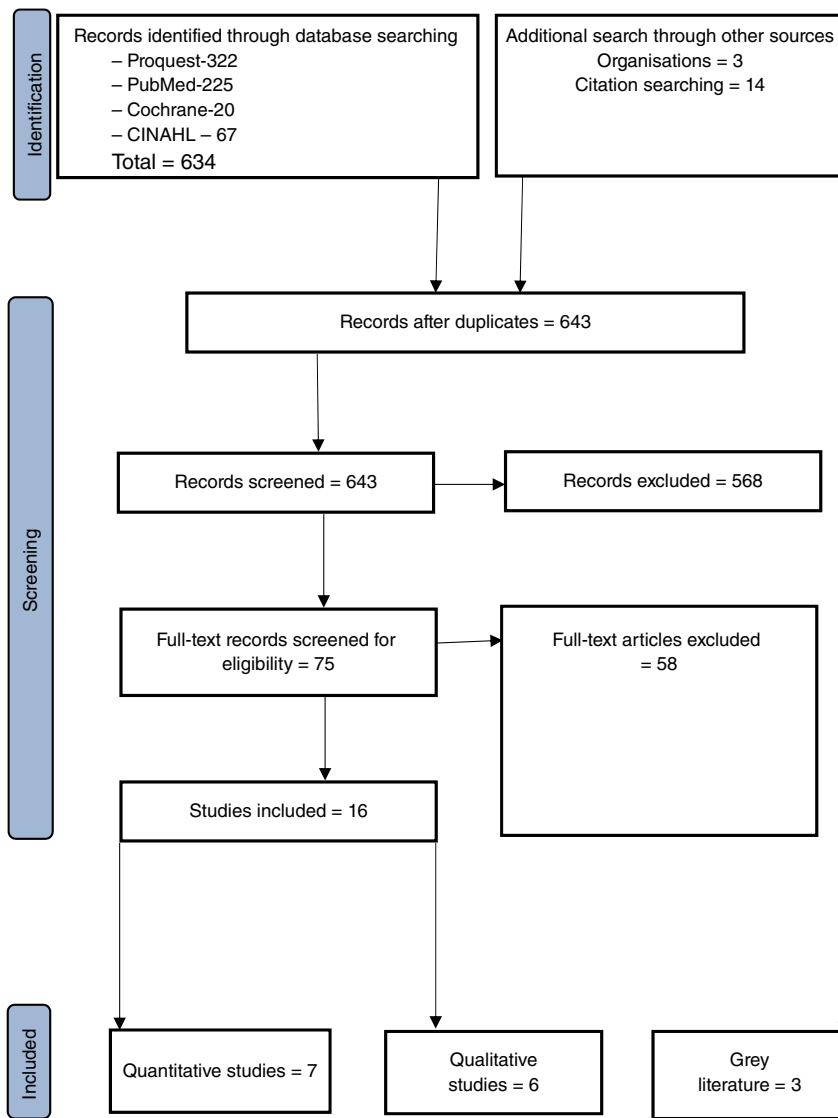 Identification
Records identified through database searching
– Proquest-322
– PubMed-225
– Cochrane-20
– CINAHL – 67
Total = 634
Additional search through other sources
Organisations = 3
Citation searching = 14
Screening
Records after duplicates = 643
Records screened = 643
Records excluded = 568
Full-text records screened for
eligibility = 75
Full-text articles excluded
= 58
Studies included = 16
Included
Quantitative studies = 7
Qualitative
studies = 6
Grey
literature = 3